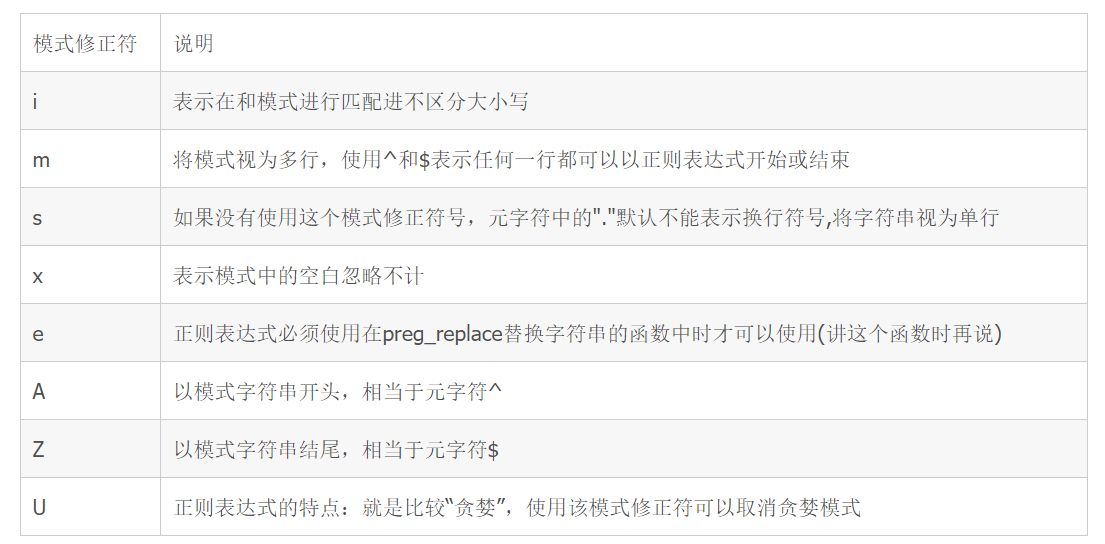 模式修正符 说明
i 表示在和模式进行匹配进不区分大小写
m 将模式视为多行，使用^和$表示任何一行都可以以正则表达式开始或结束
s 如果没有使用这个模式修正符号，元字符中的"."默认不能表示换行符号,将字符串视为单行
x 表示模式中的空白忽略不计
e 正则表达式必须使用在preg_replace替换字符串的函数中时才可以使用(讲这个函数时再说)
A 以模式字符串开头，相当于元字符^
Z 以模式字符串结尾，相当于元字符$
U 正则表达式的特点：就是比较“贪婪”，使用该模式修正符可以取消贪婪模式